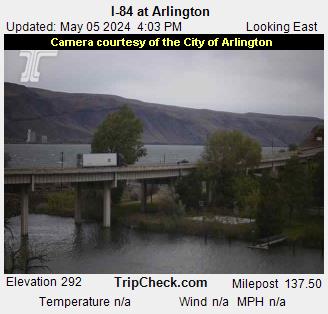 I-84 at Arlington
Updated: May 05 2024 4:03 PM Looking East
Camera courtesy of the City of Arlington
Elevation 292 TripCheck.com Milepost 137.50
Temperature n/a Wind n/a MPH n/a